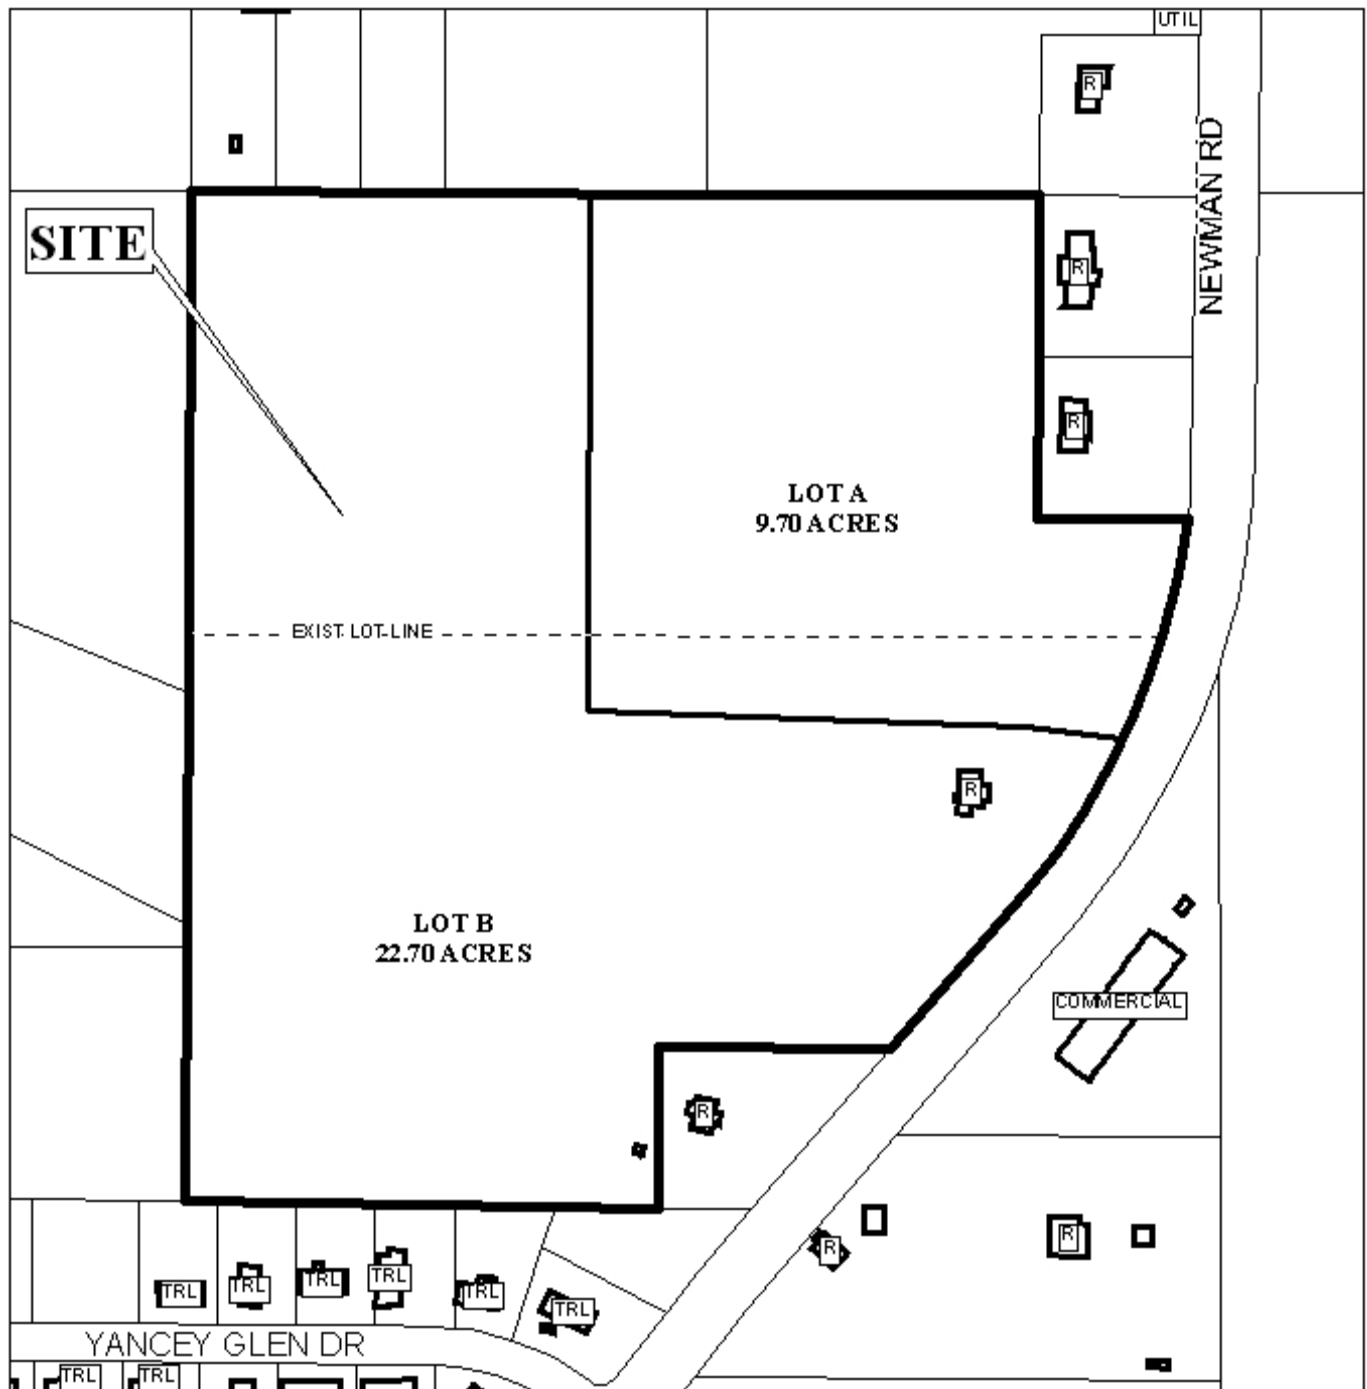 UTIL
R
NEWMAN RD
SITE
R
R
LOT A
9.70 ACRES
EXIST. LOT LINE
R
LOT B
22.70 ACRES
COMMERCIAL
R
R
R
TRL
TRL
TRL
TRL
TRL
TRL
YANCEY GLEN DR
TRL
TRL